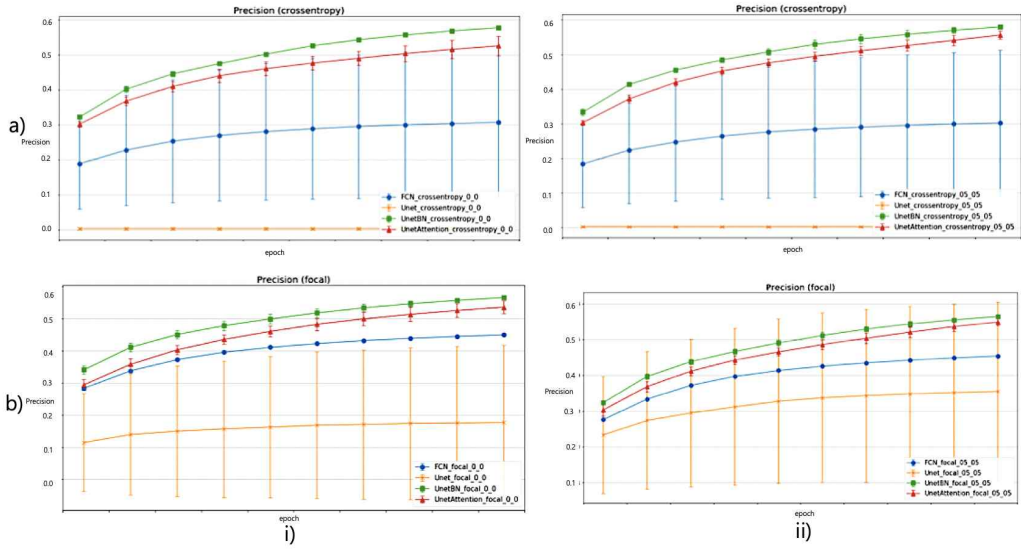 Precision (crossentropy)
0.6
0.5
0.4
0.3
0.2
0.1
0.0
a)
Precision
FCN_crossentropy_0_0
Unet_crossentropy_0_0
UnetBN_crossentropy_0_0
UnetAttention_crossentropy_0_0
epoch
Precision (crossentropy)
0.6
0.5
0.4
0.3
0.2
0.1
0.0
Precision
FCN_crossentropy_05_05
Unet_crossentropy_05_05
UnetBN_crossentropy_05_05
UnetAttention_crossentropy_05_05
epoch
Precision (focal)
0.6
0.5
0.4
0.3
0.2
0.1
0.0
b)
Precision
FCN_focal_0_0
Unet_focal_0_0
UnetBN_focal_0_0
UnetAttention_focal_0_0
epoch
i)
Precision (focal)
0.6
0.5
0.4
0.3
0.2
0.1
Precision
FCN_focal_05_05
Unet_focal_05_05
UnetBN_focal_05_05
UnetAttention_focal_05_05
epoch
ii)